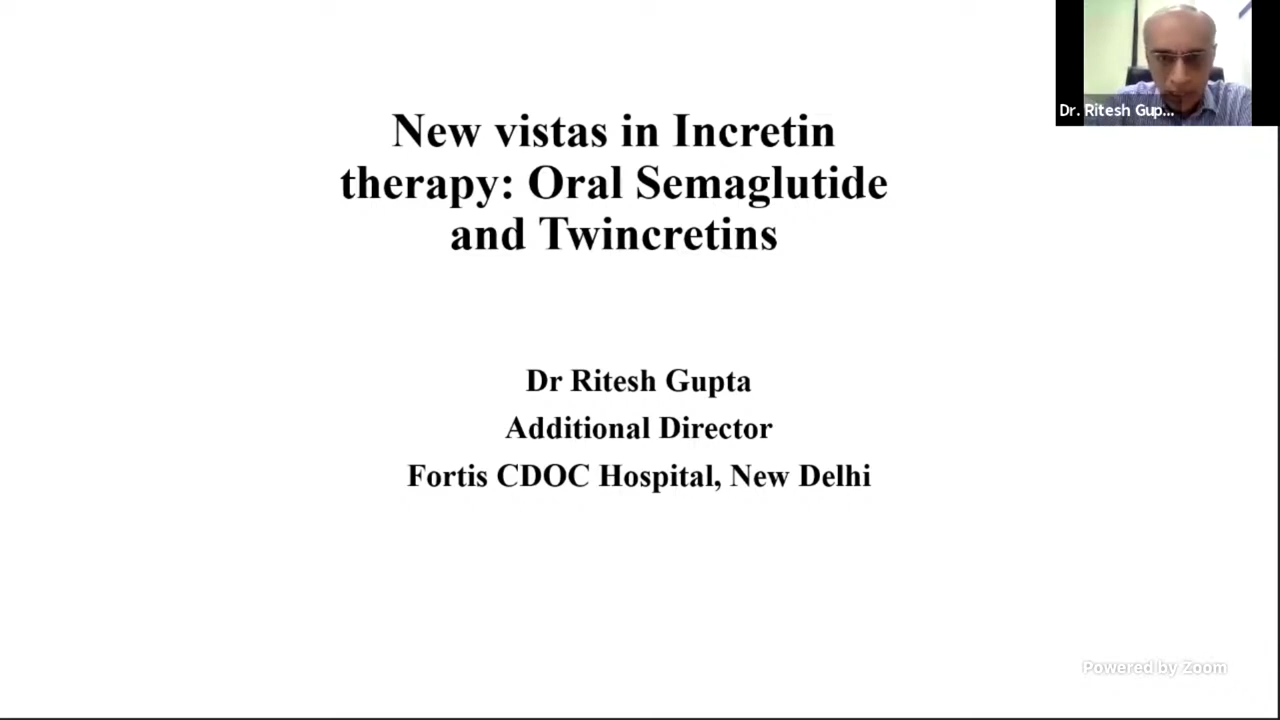 New vistas in Incretin
therapy: Oral Semaglutide
and Twincretins
Dr Ritesh Gupta
Additional Director
Fortis CDOC Hospital, New Delhi
Dr. Ritesh Gup...
Powered by Zoom